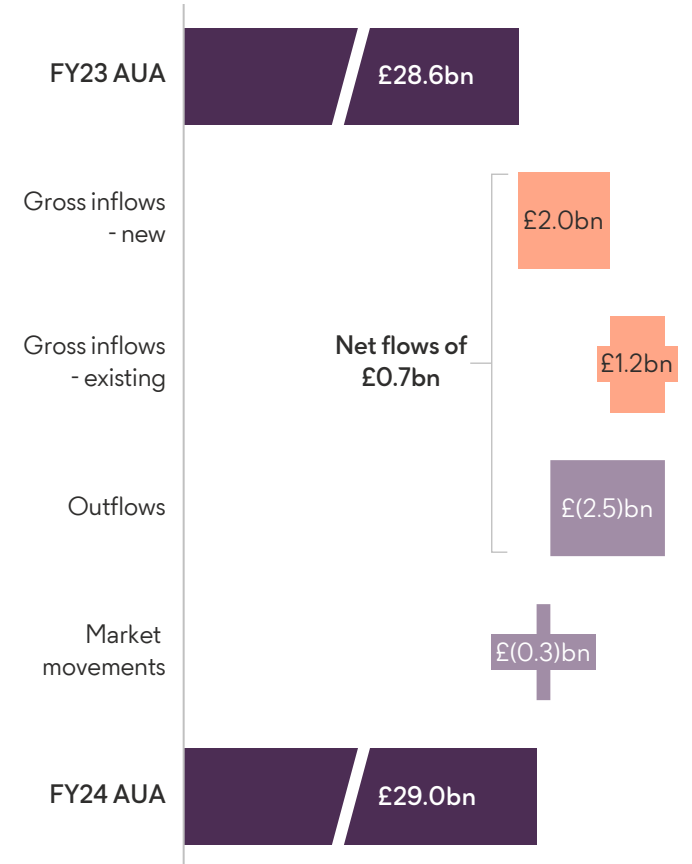 FY23 AUA
£28.6bn
Gross inflows
- new
£2.0bn
Gross inflows
- existing
Net flows of
£0.7bn
£1.2bn
Outflows
£(2.5)bn
Market
movements
£(0.3)bn
FY24 AUA
£29.0bn